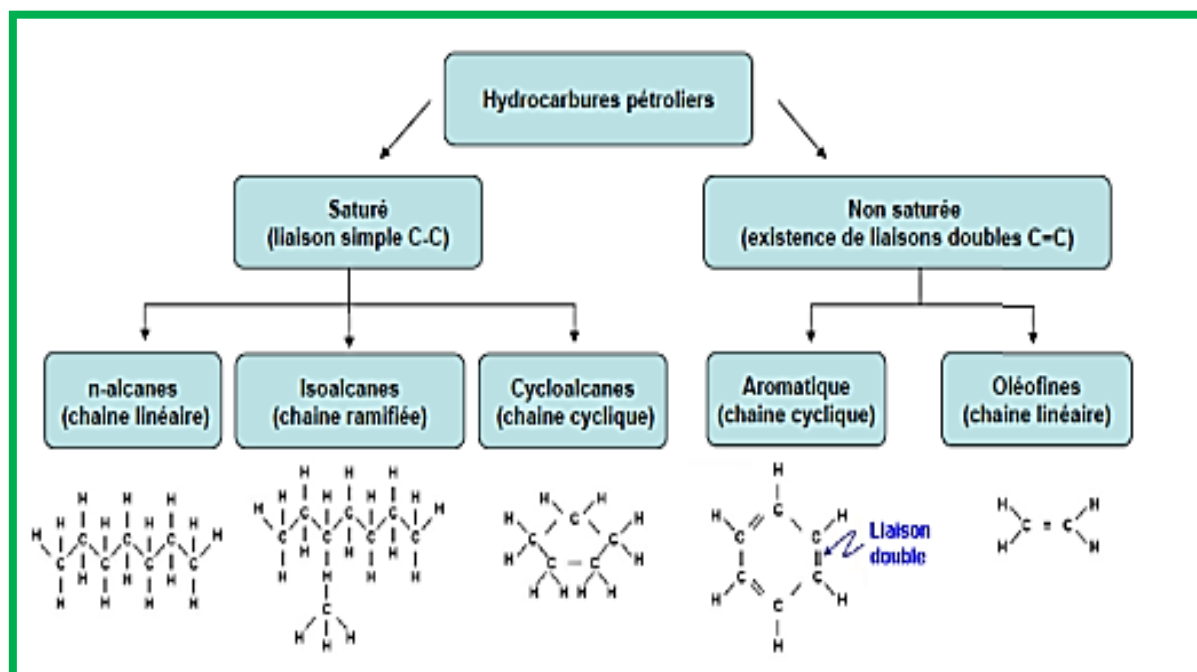 Hydrocarbures pétroliers
Saturé
(liaison simple C-C)
Non saturée
(existence de liaisons doubles C=C)
n-alcanes
(chaine linéaire)
Isoalcanes
(chaine ramifiée)
Cycloalcanes
(chaine cyclique)
Aromatique
(chaine cyclique)
Oléofines
(chaine linéaire)
Liaison
double